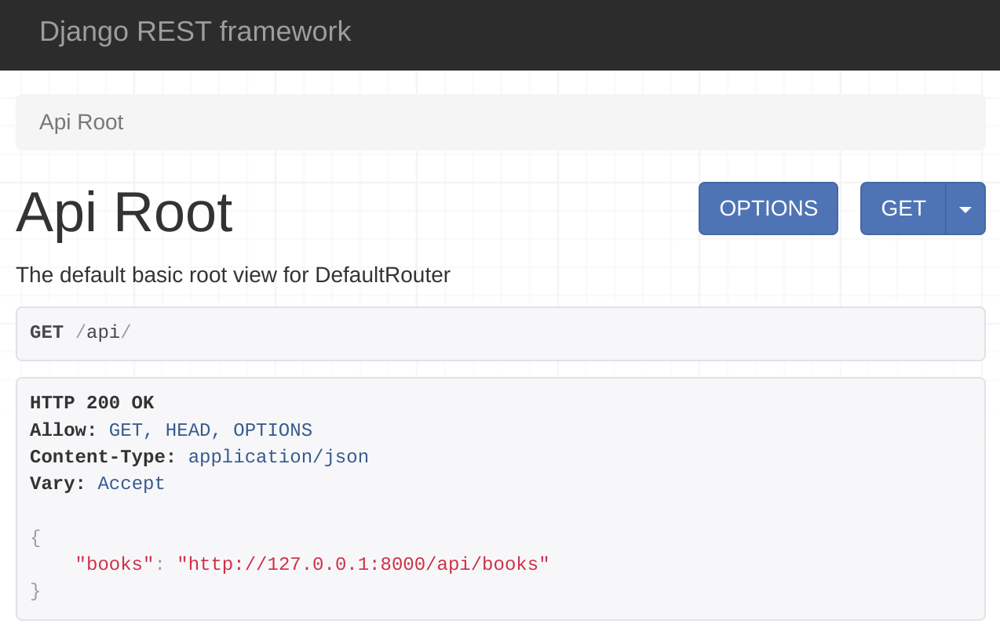 Django REST framework
Api Root
Api Root
OPTIONS
GET
The default basic root view for DefaultRouter
GET /api/
HTTP 200 OK
Allow: GET, HEAD, OPTIONS
Content-Type: application/json
Vary: Accept
{
    "books": "http://127.0.0.1:8000/api/books"
}